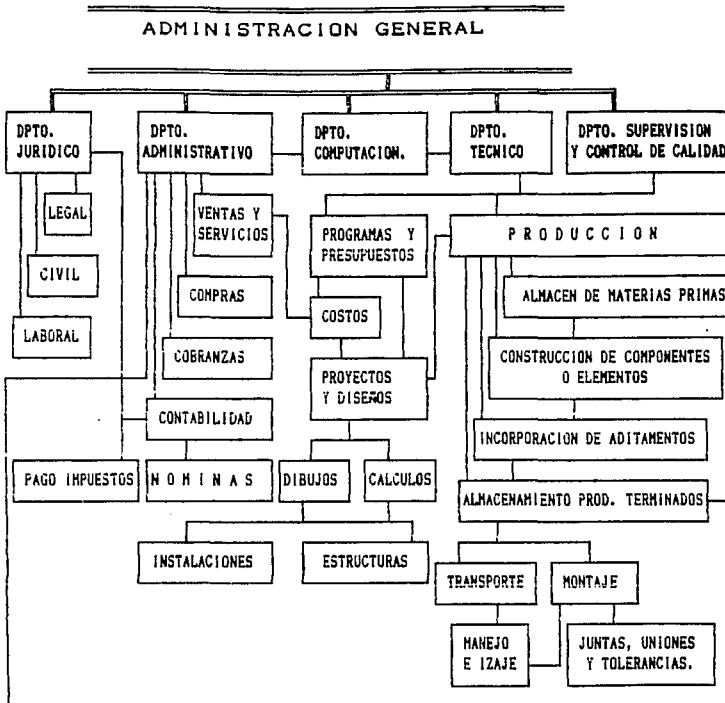 ADMINISTRACION GENERAL
DPTO.
JURIDICO
DPTO.
ADMINISTRATIVO
DPTO.
COMPUTACION.
DPTO.
TECNICO
DPTO. SUPERVISION
Y CONTROL DE CALIDAD
LEGAL
CIVIL
LABORAL
VENTAS Y
SERVICIOS
COMPRAS
COBRANZAS
CONTABILIDAD
PAGO IMPUESTOS
NOMINAS
PROGRAMAS Y
PRESUPUESTOS
COSTOS
PROYECTOS
Y DISEÑOS
DIBUJOS
CALCULOS
INSTALACIONES
ESTRUCTURAS
PRODUCCION
ALMACEN DE MATERIAS PRIMAS
CONSTRUCCION DE COMPONENTES
O ELEMENTOS
INCORPORACION DE ADITAMENTOS
ALMACENAMIENTO PROD. TERMINADOS
TRANSPORTE
MONTAJE
MANEJO
E IZAJE
JUNTAS, UNIONES
Y TOLERANCIAS.